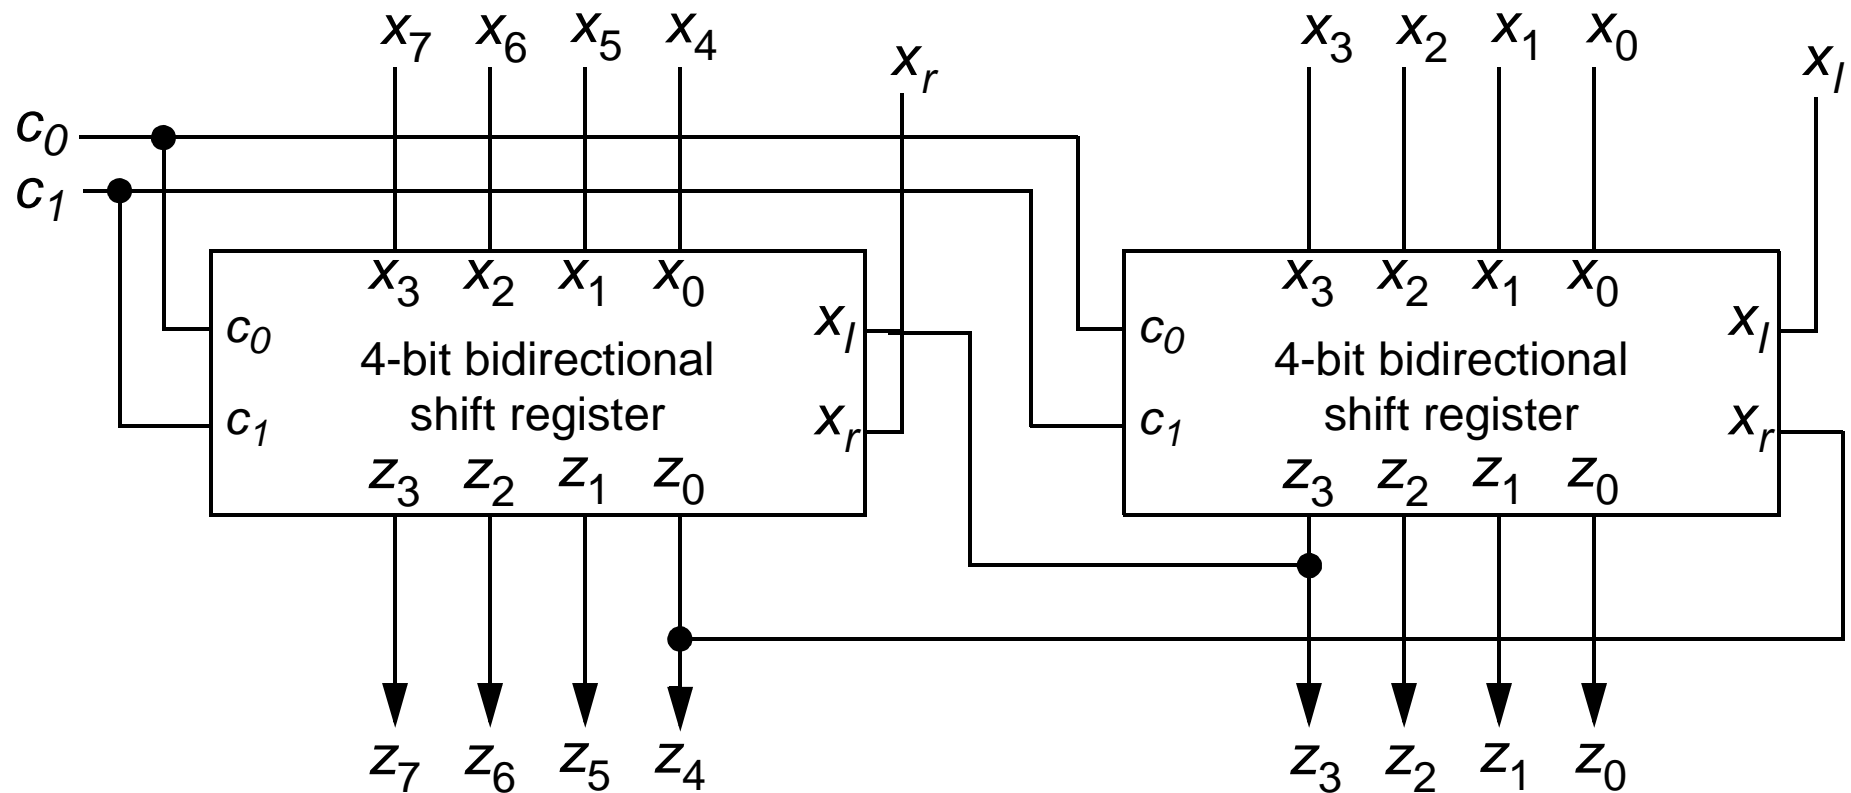 x7 x6 x5 x4 xr x3 x2 x1 x0 xl
c0
c1
x3 x2 x1 x0 x3 x2 x1 x0
c0 xl c0 xl
4-bit bidirectional 4-bit bidirectional
shift register shift register
c1 xr c1 xr
z3 z2 z1 z0 z3 z2 z1 z0
z7 z6 z5 z4 z3 z2 z1 z0